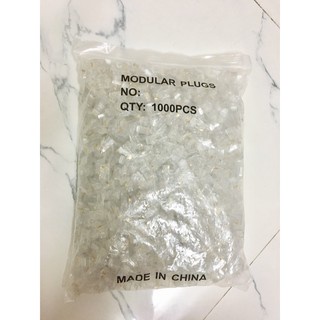 MODULAR PLUGS
NO:
QTY: 1000PCS
MADE IN CHINA